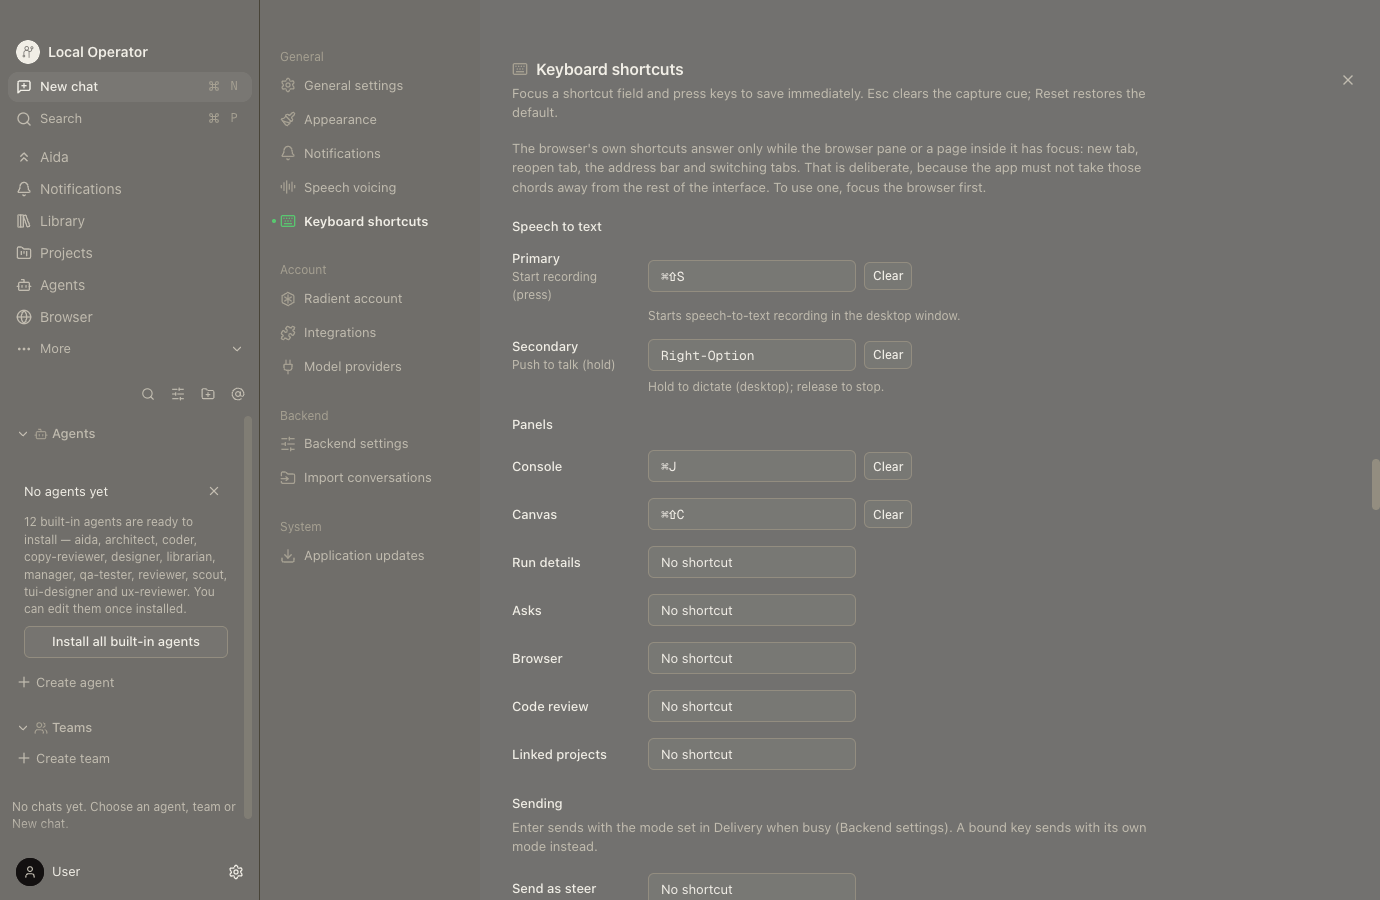 Local Operator
New chat
⌘ N
Search
⌘ P
Aida
Notifications
Library
Projects
Agents
Browser
More
Agents
No agents yet
12 built-in agents are ready to
install — aida, architect, coder,
copy-reviewer, designer, librarian,
manager, qa-tester, reviewer, scout,
tui-designer and ux-reviewer. You
can edit them once installed.
Install all built-in agents
Create agent
Teams
Create team
No chats yet. Choose an agent, team or
New chat.
User
General
General settings
Appearance
Notifications
Speech voicing
Keyboard shortcuts
Account
Radient account
Integrations
Model providers
Backend
Backend settings
Import conversations
System
Application updates
Keyboard shortcuts
Focus a shortcut field and press keys to save immediately. Esc clears the capture cue; Reset restores the
default.
The browser's own shortcuts answer only while the browser pane or a page inside it has focus: new tab,
reopen tab, the address bar and switching tabs. That is deliberate, because the app must not take those
chords away from the rest of the interface. To use one, focus the browser first.
Speech to text
Primary
Start recording
(press)
⌘⇧S
Clear
Starts speech-to-text recording in the desktop window.
Secondary
Push to talk (hold)
Right-Option
Clear
Hold to dictate (desktop); release to stop.
Panels
Console
⌘J
Clear
Canvas
⌘⇧C
Clear
Run details
No shortcut
Asks
No shortcut
Browser
No shortcut
Code review
No shortcut
Linked projects
No shortcut
Sending
Enter sends with the mode set in Delivery when busy (Backend settings). A bound key sends with its own
mode instead.
Send as steer
No shortcut